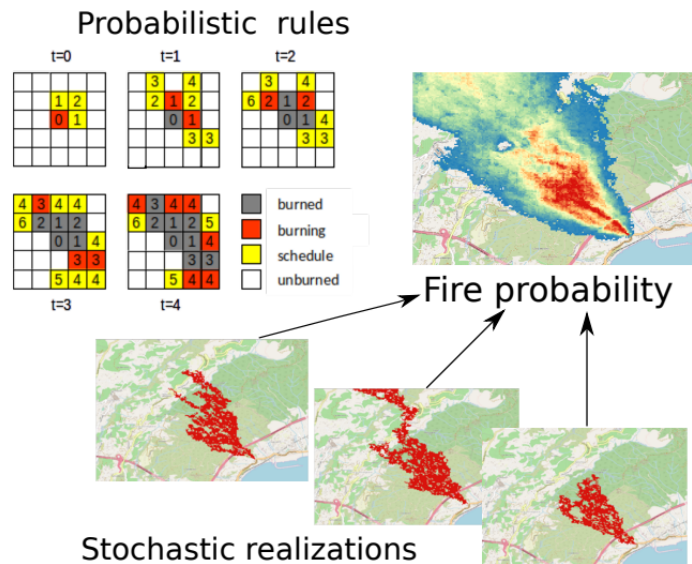 Probabilistic rules
t=0
1 2
0 1
t=1
3 4
2 1 2
0 1
3 3
t=2
3 4
6 2 1 2
0 1 4
3 3
4 3 4 4
6 2 1 2
0 1 4
3 3
5 4 4
t=3
4 3 4 4
6 2 1 2 5
0 1 4
3 3
5 4 4
t=4
burned
burning
schedule
unburned
Fire probability
Stochastic realizations